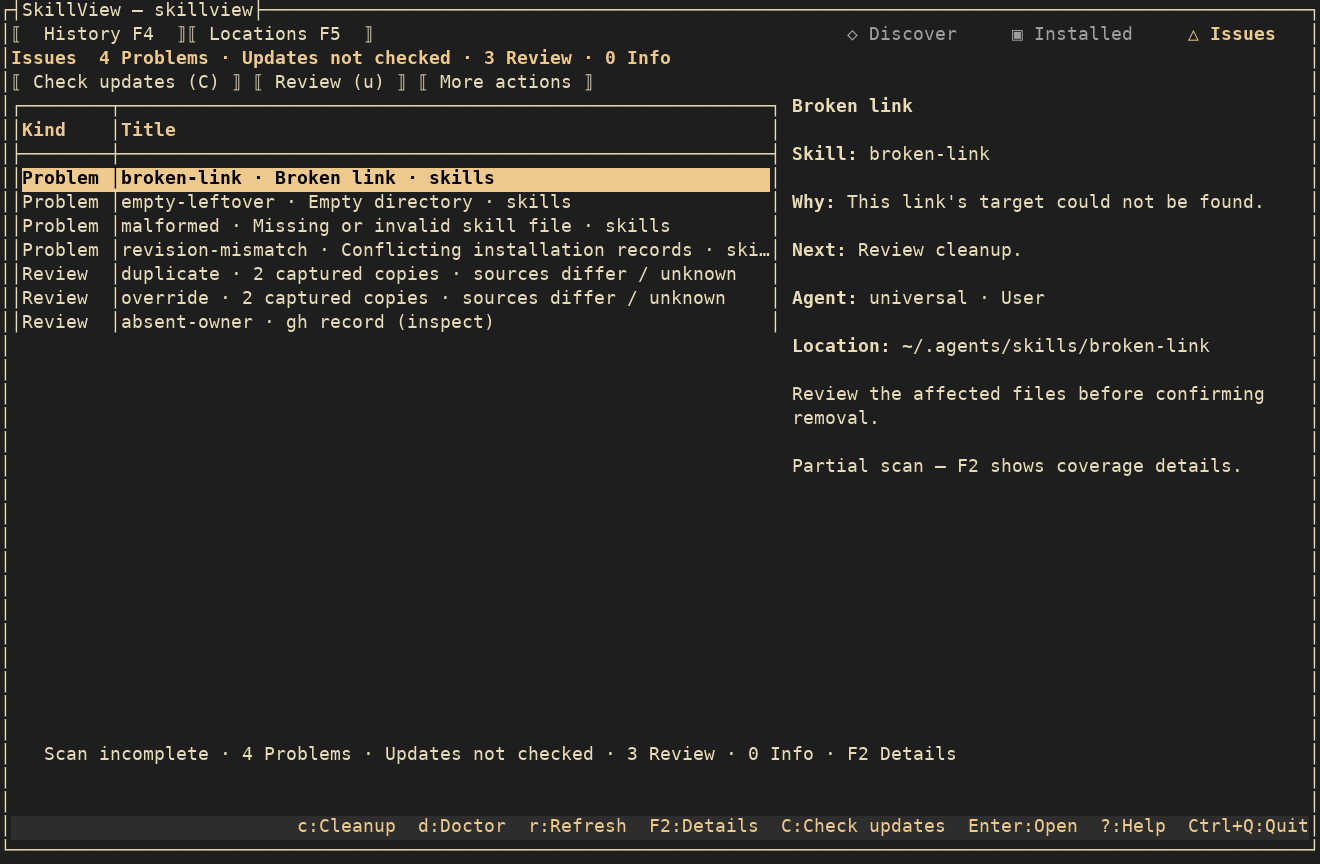 SkillView — skillview
⟦ History F4 ⟧⟦ Locations F5 ⟧ ◇ Discover ▣ Installed △ Issues
Issues 4 Problems · Updates not checked · 3 Review · 0 Info
⟦ Check updates (C) ⟧ ⟦ Review (u) ⟧ ⟦ More actions ⟧
Kind Title
Problem broken-link · Broken link · skills
Problem empty-leftover · Empty directory · skills
Problem malformed · Missing or invalid skill file · skills
Problem revision-mismatch · Conflicting installation records · ski…
Review duplicate · 2 captured copies · sources differ / unknown
Review override · 2 captured copies · sources differ / unknown
Review absent-owner · gh record (inspect)
Broken link
Skill: broken-link
Why: This link's target could not be found.
Next: Review cleanup.
Agent: universal · User
Location: ~/.agents/skills/broken-link
Review the affected files before confirming
removal.
Partial scan — F2 shows coverage details.
Scan incomplete · 4 Problems · Updates not checked · 3 Review · 0 Info · F2 Details
c:Cleanup d:Doctor r:Refresh F2:Details C:Check updates Enter:Open ?:Help Ctrl+Q:Quit